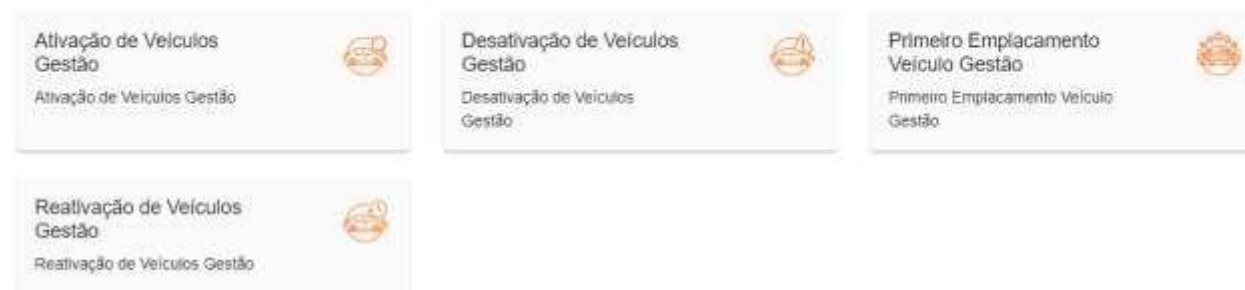 Ativação de Veículos
Gestão
Ativação de Veículos Gestão
Desativação de Veículos
Gestão
Desativação de Veículos
Gestão
Primeiro Emplacamento
Veículo Gestão
Primeiro Emplacamento Veículo
Gestão
Reativação de Veículos
Gestão
Reativação de Veículos Gestão